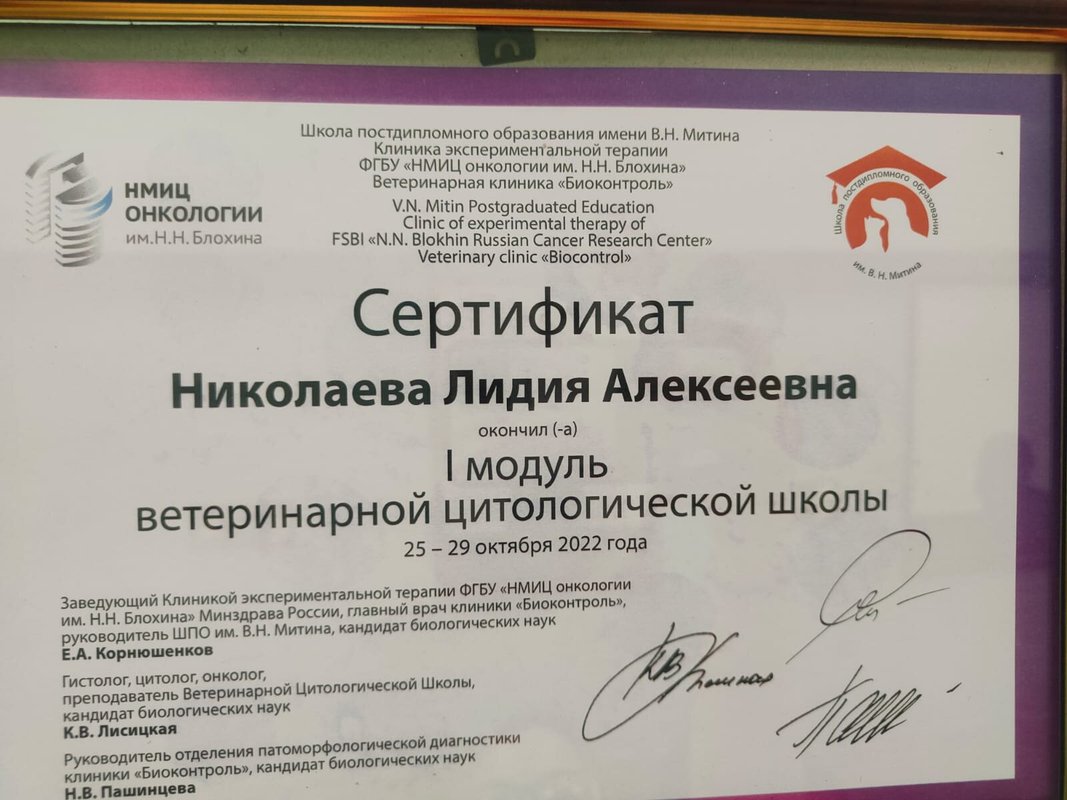 Школа постдипломного образования имени В.Н. Митина
Клиника экспериментальной терапии
ФГБУ «НМИЦ онкологии им. Н.Н. Блохина»
Ветеринарная клиника «Биоконтроль»
V.N. Mitin Postgraduated Education
Clinic of experimental therapy of
FSBI «N.N. Blokhin Russian Cancer Research Center»
Veterinary clinic «Biocontrol»
НМИЦ
ОНКОЛОГИИ
им.Н.Н. Блохина
Школа постдипломного образования
им. В. Н. Митина
Сертификат
Николаева Лидия Алексеевна
окончил (-а)
I модуль
ветеринарной цитологической школы
25 – 29 октября 2022 года
Заведующий Клиникой экспериментальной терапии ФГБУ «НМИЦ онкологии
им. Н.Н. Блохина» Минздрава России, главный врач клиники «Биоконтроль»,
руководитель ШПО им. В.Н. Митина, кандидат биологических наук
Е.А. Корнюшенков
Гистолог, цитолог, онколог,
преподаватель Ветеринарной Цитологической Школы,
кандидат биологических наук
К.В. Лисицкая
Руководитель отделения патоморфологической диагностики
клиники «Биоконтроль», кандидат биологических наук
Н.В. Пашинцева